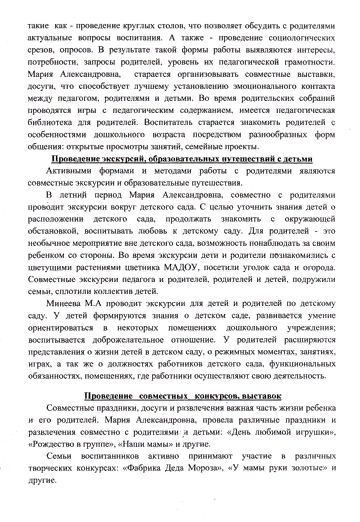 такие как - проведение круглых столов, что позволяет обсудить с родителями
актуальные вопросы воспитания. А также - проведение социологических
срезов, опросов. В результате такой формы работы выявляются интересы,
потребности, запросы родителей, уровень их педагогической грамотности.
Мария Александровна, старается организовывать совместные выставки,
досуги, что способствует лучшему установлению эмоционального контакта
между педагогом, родителями и детьми. Во время родительских собраний
проводятся игры с педагогическим содержанием, имеется педагогическая
библиотека для родителей. Воспитатель старается знакомить родителей с
особенностями дошкольного возраста посредством разнообразных форм
общения: открытые просмотры занятий, семейные проекты.
Проведение экскурсий, образовательных путешествий с детьми
Активными формами и методами работы с родителями являются
совместные экскурсии и образовательные путешествия.
В летний период Мария Александровна, совместно с родителями
проводит экскурсии вокруг детского сада. С целью уточнить знания детей о
расположении детского сада, продолжать знакомить с окружающей
обстановкой, воспитывать любовь к детскому саду. Для родителей - это
необычное мероприятие вне детского сада, возможность понаблюдать за своим
ребенком со стороны. Во время экскурсии дети и родители познакомились с
цветущими растениями цветника МАДОУ, посетили уголок сада и огорода.
Совместные экскурсии педагога и родителей, родителей и детей, подружили
семьи, сплотили коллектив детей.
Минеева М.А проводит экскурсии для детей и родителей по детскому
саду. У детей формируются знания о детском саде, развивается умение
ориентироваться в некоторых помещениях дошкольного учреждения;
воспитывается доброжелательное отношение. У родителей расширяются
представления о жизни детей в детском саду, о режимных моментах, занятиях,
играх, а так же о должностях работников детского сада, функциональных
обязанностях, помещениях, где работники осуществляют свою деятельность.
Проведение совместных конкурсов, выставок
Совместные праздники, досуги и развлечения важная часть жизни ребенка
и его родителей. Мария Александровна, провела различные праздники и
развлечения совместно с родителями и детьми: «День любимой игрушки»,
«Рождество в группе», «Наши мамы» и другие.
Семьи воспитанников активно принимают участие в различных
творческих конкурсах: «Фабрика Деда Мороза», «У мамы руки золотые» и
другие.